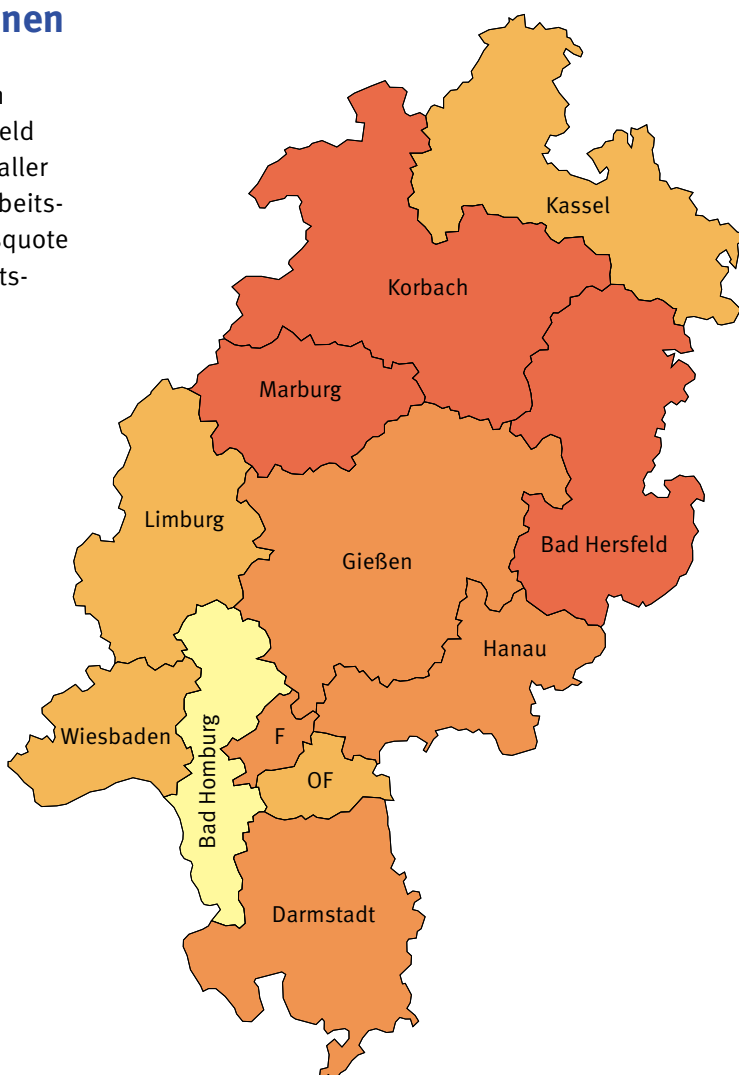 nen
eld
aller
beits-
quote
ts-
Kassel
Korbach
Marburg
Limburg
Gießen
Bad Hersfeld
Hanau
Wiesbaden
Bad Homburg
F
OF
Darmstadt